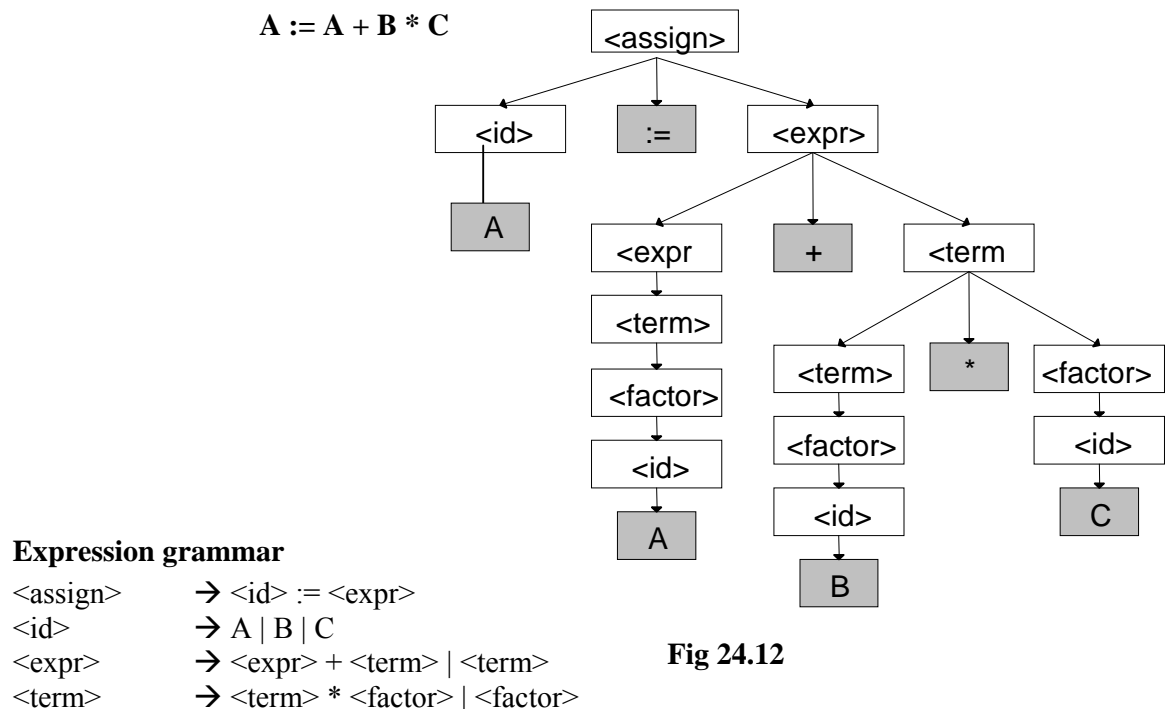 A := A + B * C
<assign>
<id> := <expr>
A
<expr + <term
<term>
<term> * <factor>
<factor> <factor> <id>
<id> <id> C
A B
Expression grammar
<assign> → <id> := <expr>
<id> → A | B | C
<expr> → <expr> + <term> | <term>
<term> → <term> * <factor> | <factor>
Fig 24.12